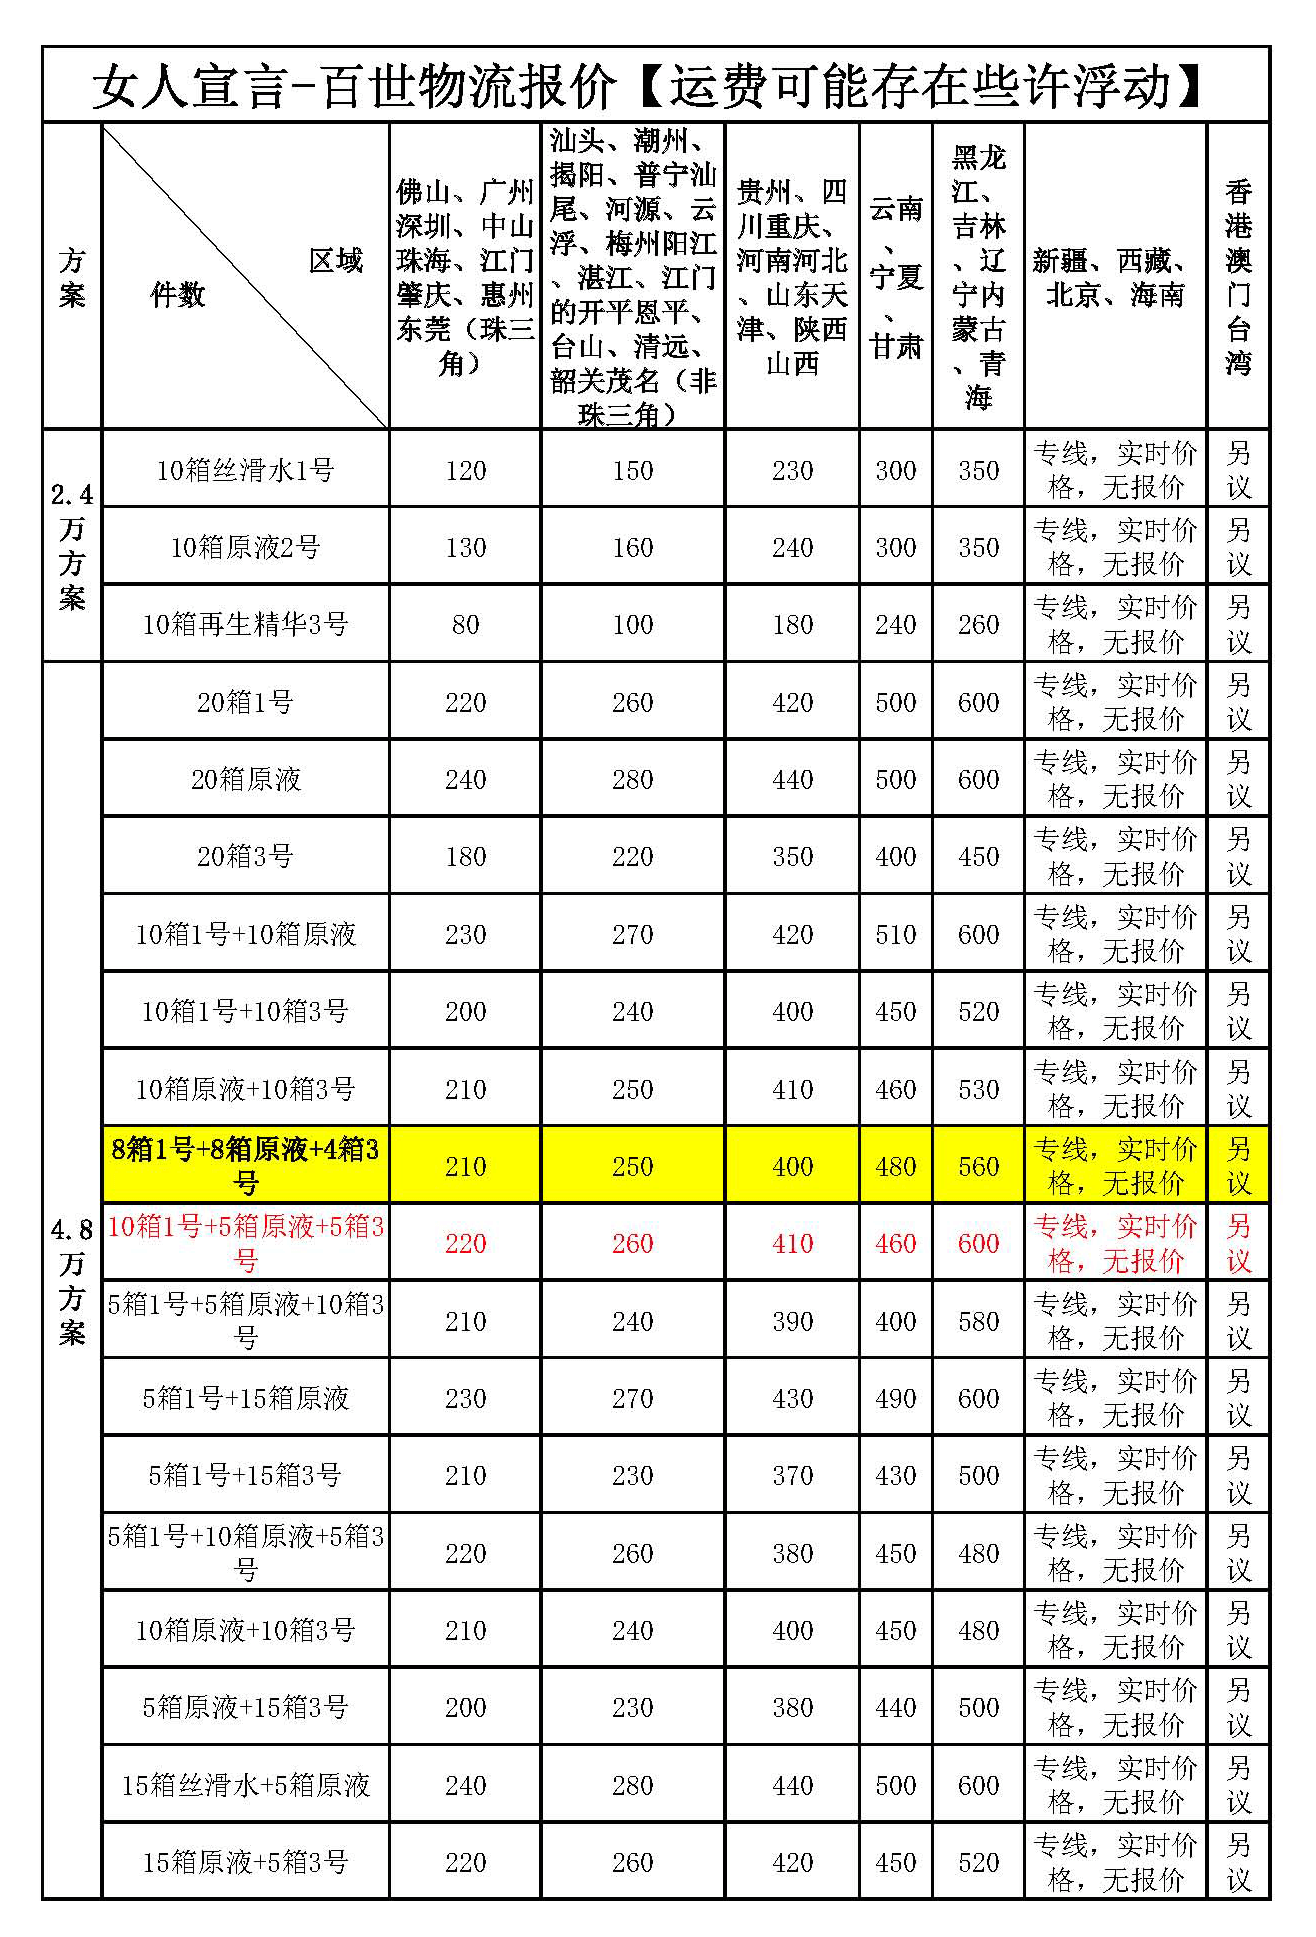 女人宣言-百世物流报价【运费可能存在些许浮动】
方
案
区域
件数
佛山、广州
深圳、中山
珠海、江门
肇庆、惠州
东莞（珠三
角）
汕头、潮州、
揭阳、普宁汕
尾、河源、云
浮、梅州阳江
、湛江、江门
的开平恩平、
台山、清远、
韶关茂名（非
珠三角）
贵州、四
川重庆、
河南河北
、山东天
津、陕西
山西
云南
、
宁夏
、
甘肃
黑龙
江、
吉林
、辽
宁内
蒙古
、青
海
新疆、西藏、
北京、海南
香
港
澳
门
台
湾
2.4
万
方
案
10箱丝滑水1号 120 150 230 300 350 专线，实时价
格，无报价 另
议
10箱原液2号 130 160 240 300 350 专线，实时价
格，无报价 另
议
10箱再生精华3号 80 100 180 240 260 专线，实时价
格，无报价 另
议
4.8
万
方
案
20箱1号 220 260 420 500 600 专线，实时价
格，无报价 另
议
20箱原液 240 280 440 500 600 专线，实时价
格，无报价 另
议
20箱3号 180 220 350 400 450 专线，实时价
格，无报价 另
议
10箱1号+10箱原液 230 270 420 510 600 专线，实时价
格，无报价 另
议
10箱1号+10箱3号 200 240 400 450 520 专线，实时价
格，无报价 另
议
10箱原液+10箱3号 210 250 410 460 530 专线，实时价
格，无报价 另
议
8箱1号+8箱原液+4箱3
号 210 250 400 480 560 专线，实时价
格，无报价 另
议
10箱1号+5箱原液+5箱3
号 220 260 410 460 600 专线，实时价
格，无报价 另
议
5箱1号+5箱原液+10箱3
号 210 240 390 400 580 专线，实时价
格，无报价 另
议
5箱1号+15箱原液 230 270 430 490 600 专线，实时价
格，无报价 另
议
5箱1号+15箱3号 210 230 370 430 500 专线，实时价
格，无报价 另
议
5箱1号+10箱原液+5箱3
号 220 260 380 450 480 专线，实时价
格，无报价 另
议
10箱原液+10箱3号 210 240 400 450 480 专线，实时价
格，无报价 另
议
5箱原液+15箱3号 200 230 380 440 500 专线，实时价
格，无报价 另
议
15箱丝滑水+5箱原液 240 280 440 500 600 专线，实时价
格，无报价 另
议
15箱原液+5箱3号 220 260 420 450 520 专线，实时价
格，无报价 另
议